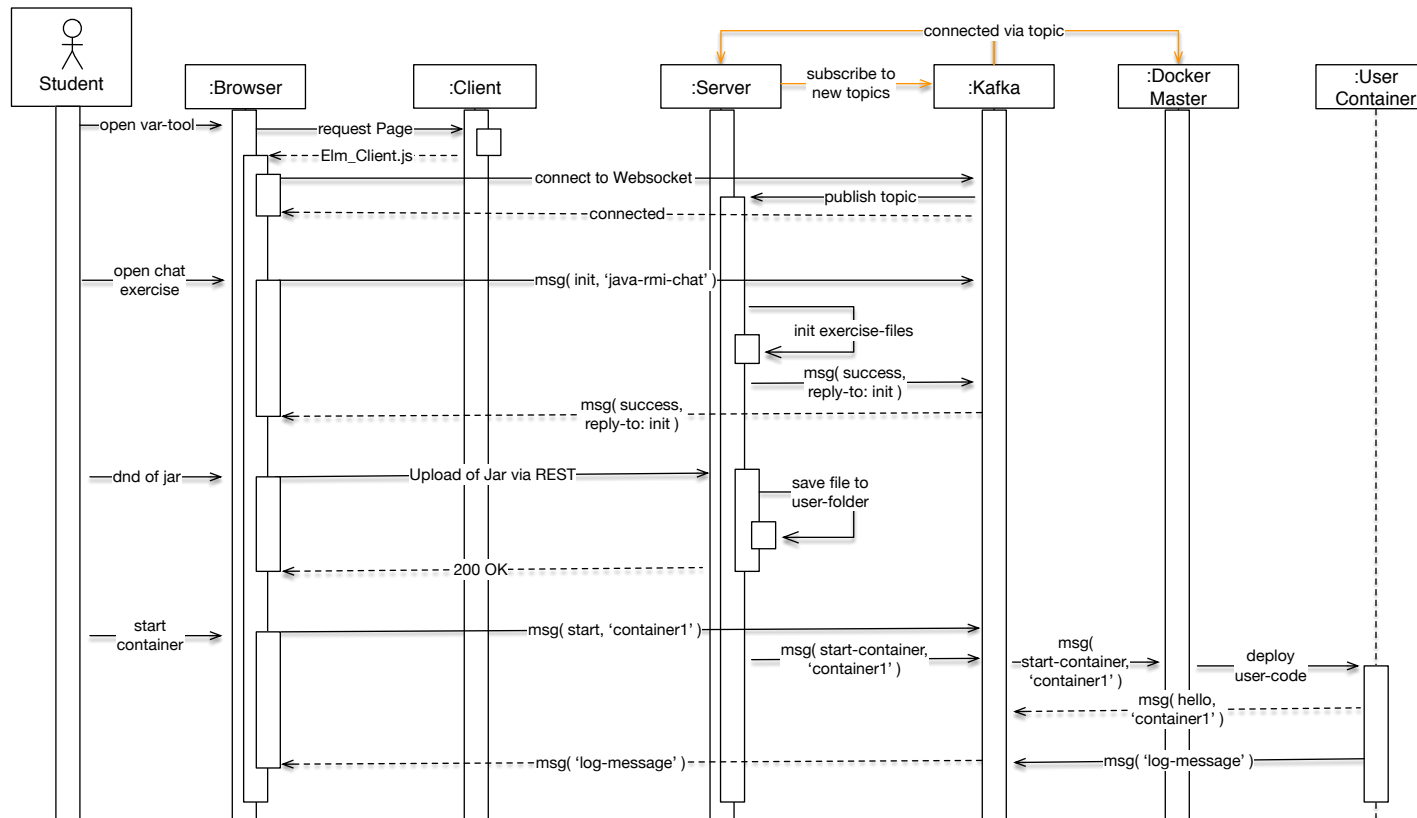 connected via topic
Student
:Browser
:Client
:Server
subscribe to
new topics
:Kafka
:Docker
Master
:User
Container
open var-tool
request Page
Elm_Client.js
connect to Websocket
publish topic
connected
open chat
exercise
msg( init, ‘java-rmi-chat’ )
init exercise-files
msg( success,
reply-to: init )
msg( success,
reply-to: init )
dnd of jar
Upload of Jar via REST
save file to
user-folder
200 OK
start
container
msg( start, ‘container1’ )
msg( start-container,
‘container1’ )
msg(
start-container,
‘container1’ )
deploy
user-code
msg( hello,
‘container1’ )
msg( ‘log-message’ )
msg( ‘log-message’ )